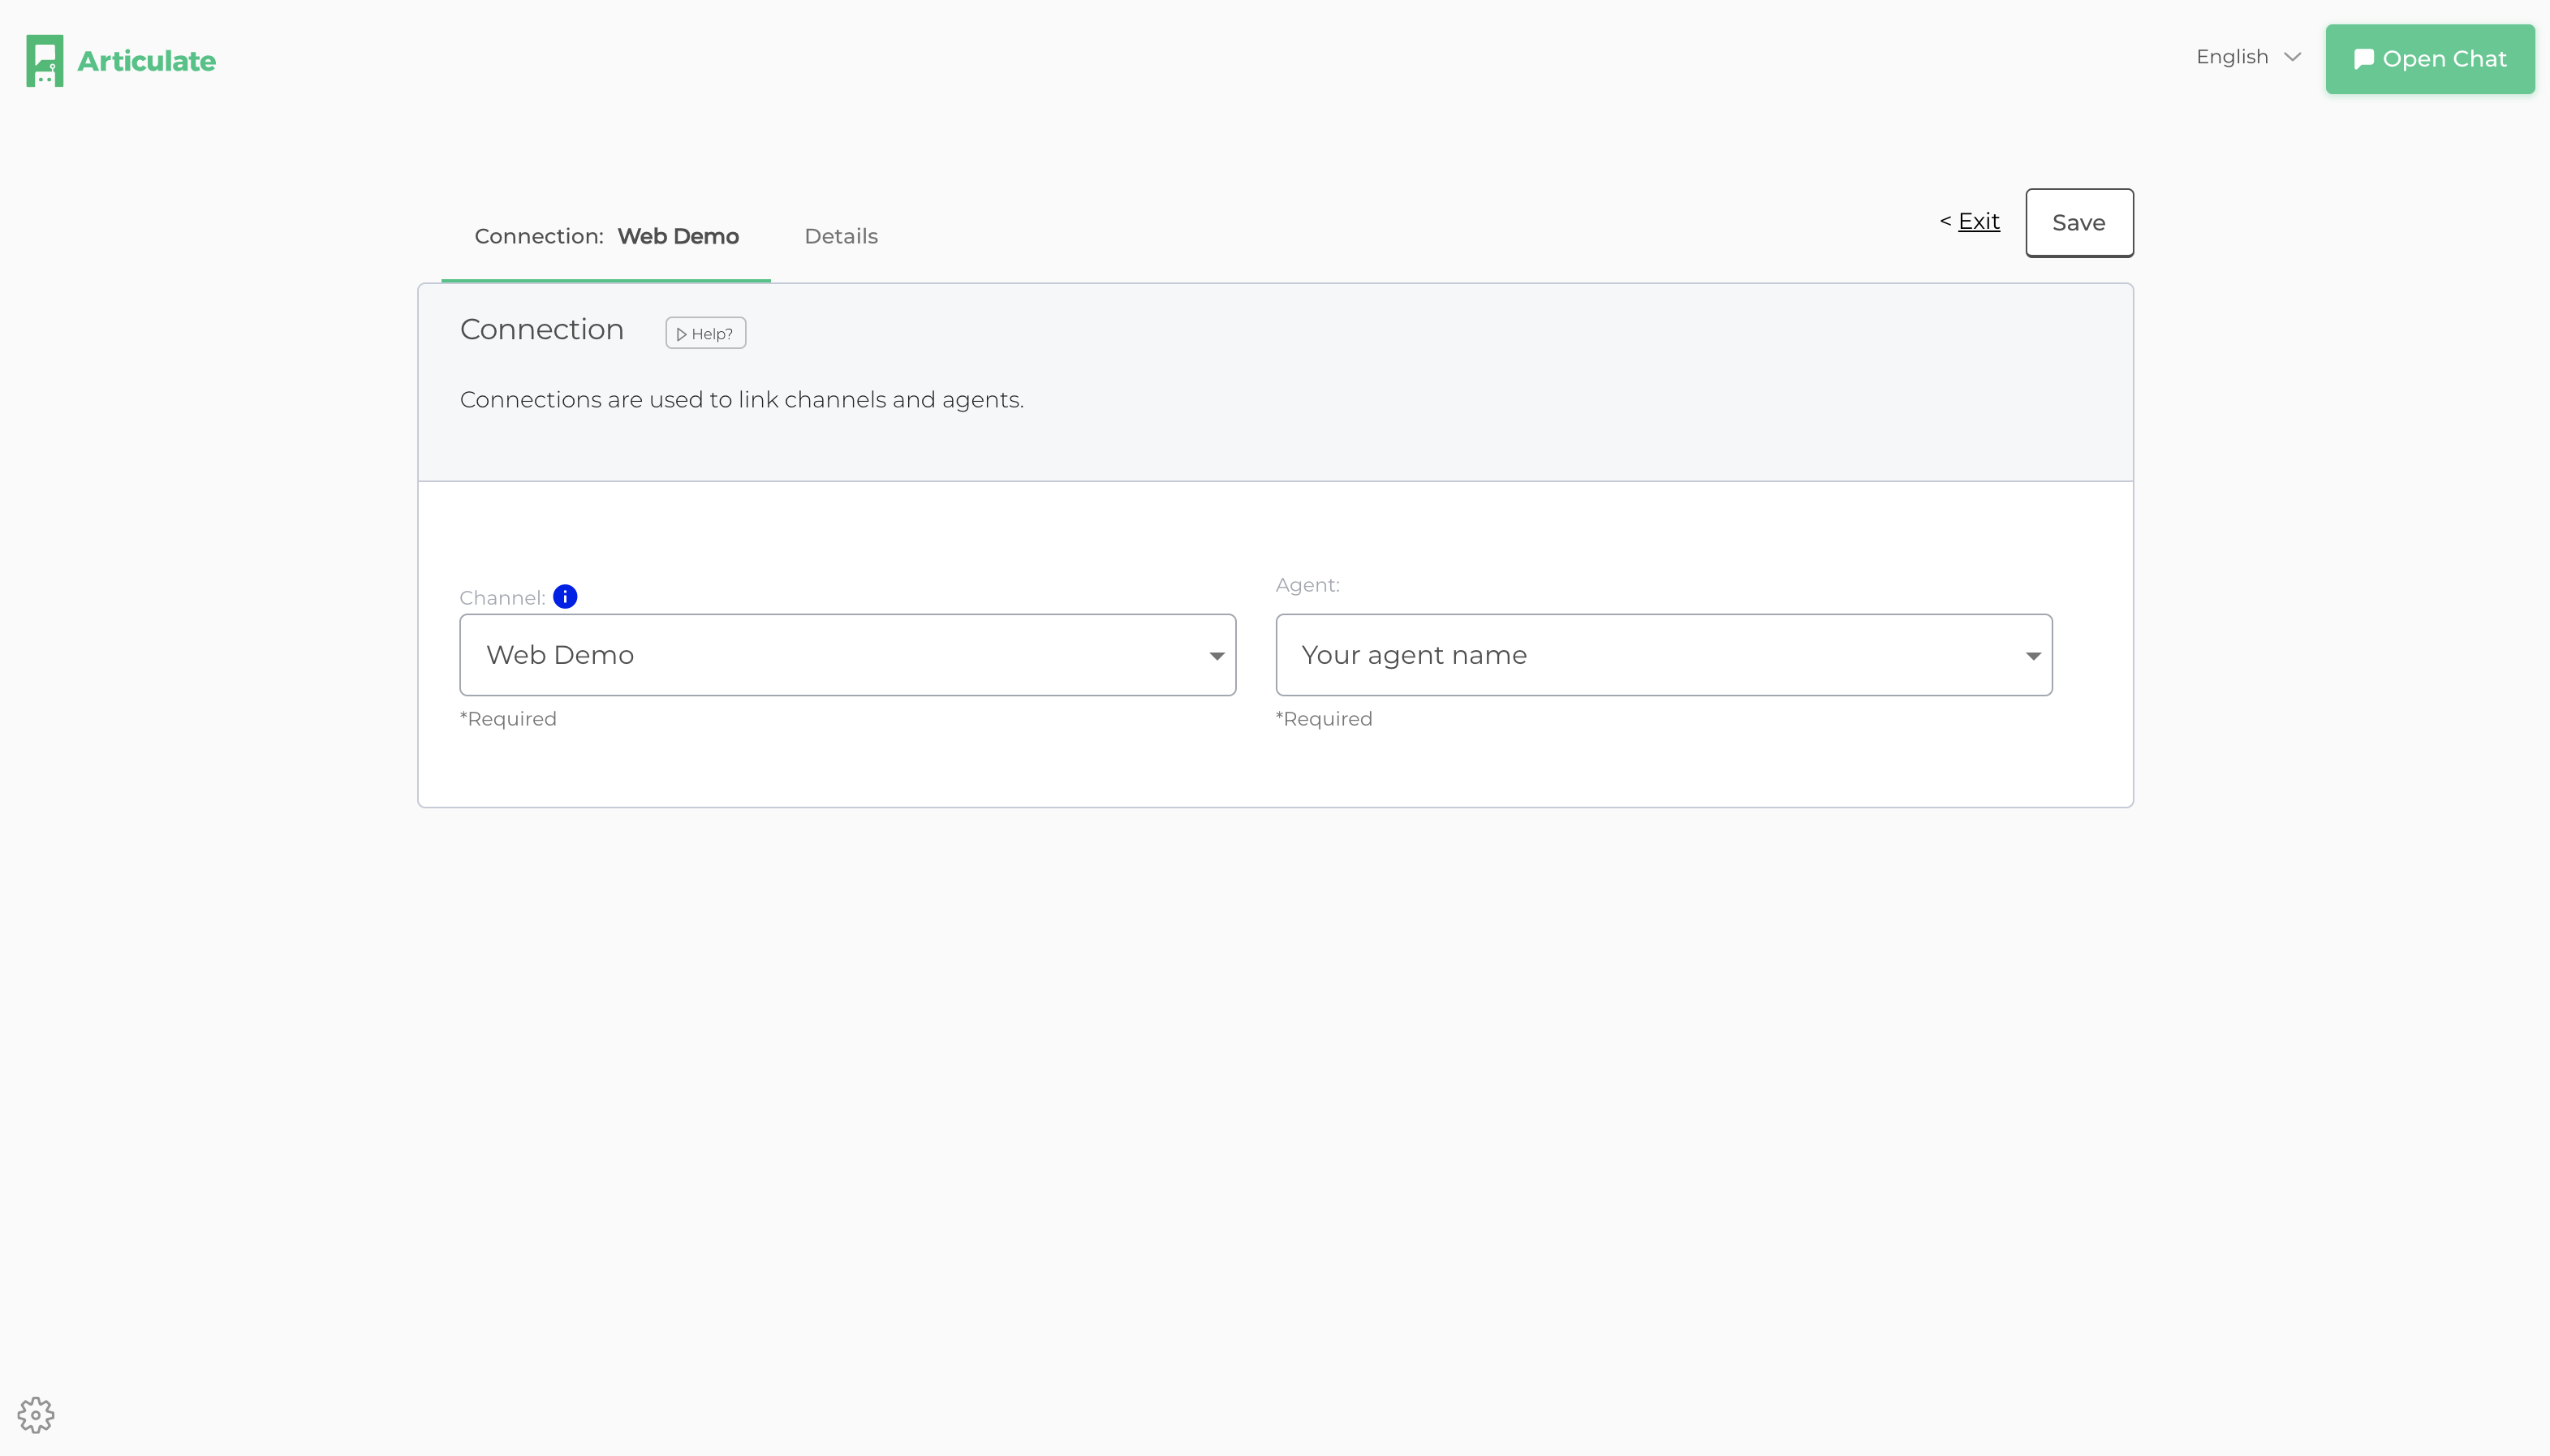 Articulate
English
Open Chat
Connection: Web Demo
Details
< Exit
Save
Connection
Help?
Connections are used to link channels and agents.
Channel:
Agent:
Web Demo
Your agent name
*Required
*Required